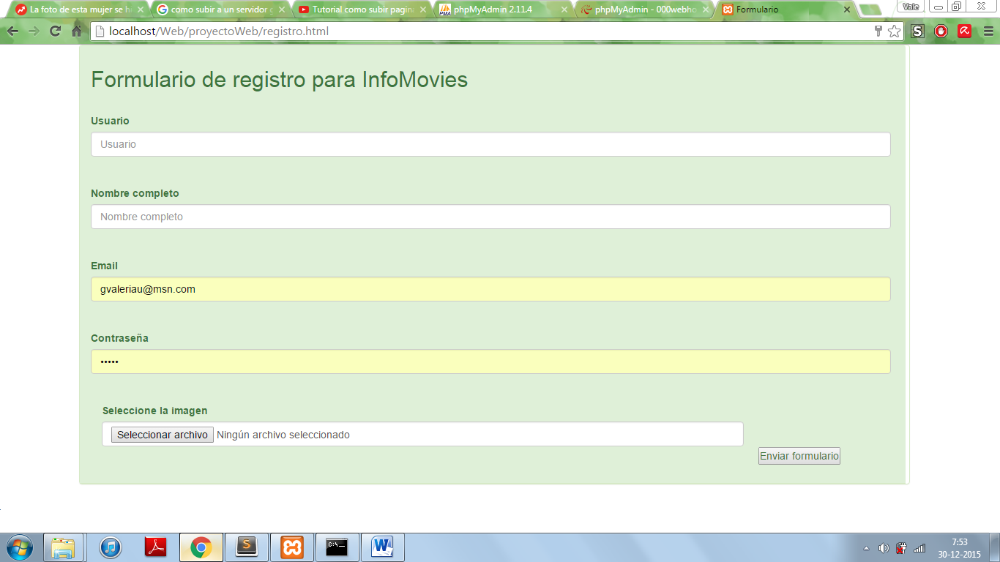 La foto de esta mujer se h
como subir a un servidor g
Tutorial como subir pagin
phpMyAdmin 2.11.4
phpMyAdmin - 000webho
Formulario
Vale
localhost/Web/proyectoWeb/registro.html
Formulario de registro para InfoMovies
Usuario
Usuario
Nombre completo
Nombre completo
Email
gvaleriau@msn.com
Contraseña
•••••
Seleccione la imagen
Seleccionar archivo Ningún archivo seleccionado
Enviar formulario
7:53
30-12-2015